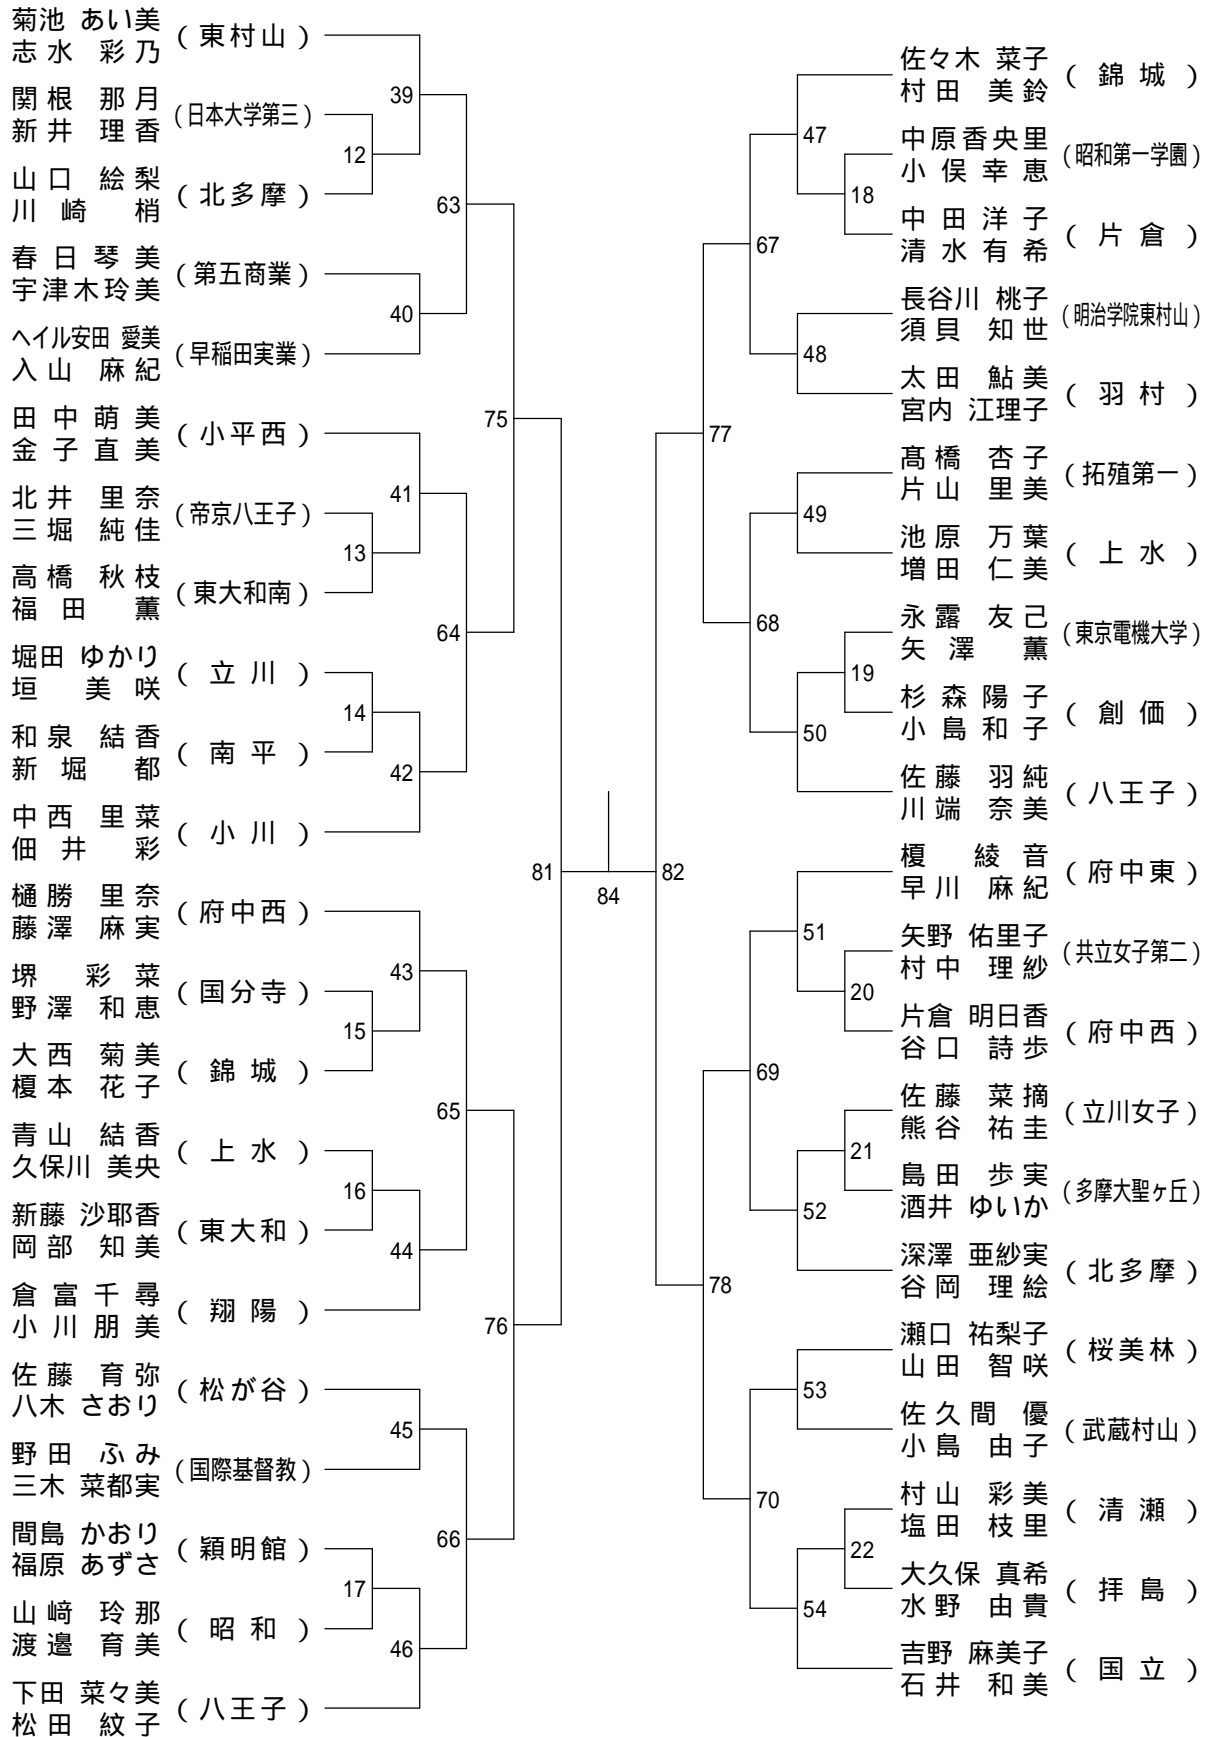 菊池 あい美
志水 彩乃
(東村山)
関根 那月
新井 理香
(日本大学第三)
山口 絵梨
川崎 梢
(北多摩)
春日琴美
宇津木玲美
(第五商業)
ヘイル安田 愛美
入山 麻紀
(早稲田実業)
田中萌美
金子直美
(小平西)
北井 里奈
三堀 純佳
(帝京八王子)
高橋 秋枝
福田 薫
(東大和南)
堀田 ゆかり
垣 美咲
(立川)
和泉 結香
新堀 都
(南平)
中西 里菜
佃井 彩
(小川)
樋勝 里奈
藤澤 麻実
(府中西)
堺 彩菜
野澤 和恵
(国分寺)
大西 菊美
榎本 花子
(錦城)
青山 結香
久保川 美央
(上水)
新藤 沙耶香
岡部 知美
(東大和)
倉富千尋
小川朋美
(翔陽)
佐藤 育弥
八木 さおり
(松が谷)
野田 ふみ
三木 菜都実
(国際基督教)
間島 かおり
福原 あずさ
(穎明館)
山﨑 玲那
渡邉 育美
(昭和)
下田 菜々美
松田 紋子
(八王子)
12
13
14
15
16
17
39
40
41
42
43
44
45
46
63
64
65
66
75
76
81
84
82
77
78
67
68
69
70
47
48
49
50
51
52
53
54
18
19
20
21
22
佐々木 菜子
村田 美鈴
(錦城)
中原香央里
小俣幸恵
(昭和第一学園)
中田洋子
清水有希
(片倉)
長谷川 桃子
須貝 知世
(明治学院東村山)
太田 鮎美
宮内 江理子
(羽村)
髙橋 杏子
片山 里美
(拓殖第一)
池原 万葉
増田 仁美
(上水)
永露 友己
矢澤 薫
(東京電機大学)
杉森陽子
小島和子
(創価)
佐藤 羽純
川端 奈美
(八王子)
榎 綾音
早川 麻紀
(府中東)
矢野 佑里子
村中 理紗
(共立女子第二)
片倉 明日香
谷口 詩歩
(府中西)
佐藤 菜摘
熊谷 祐圭
(立川女子)
島田 歩実
酒井 ゆいか
(多摩大聖ヶ丘)
深澤 亜紗実
谷岡 理絵
(北多摩)
瀬口 祐梨子
山田 智咲
(桜美林)
佐久間 優
小島 由子
(武蔵村山)
村山 彩美
塩田 枝里
(清瀬)
大久保 真希
水野 由貴
(拝島)
吉野 麻美子
石井 和美
(国立)